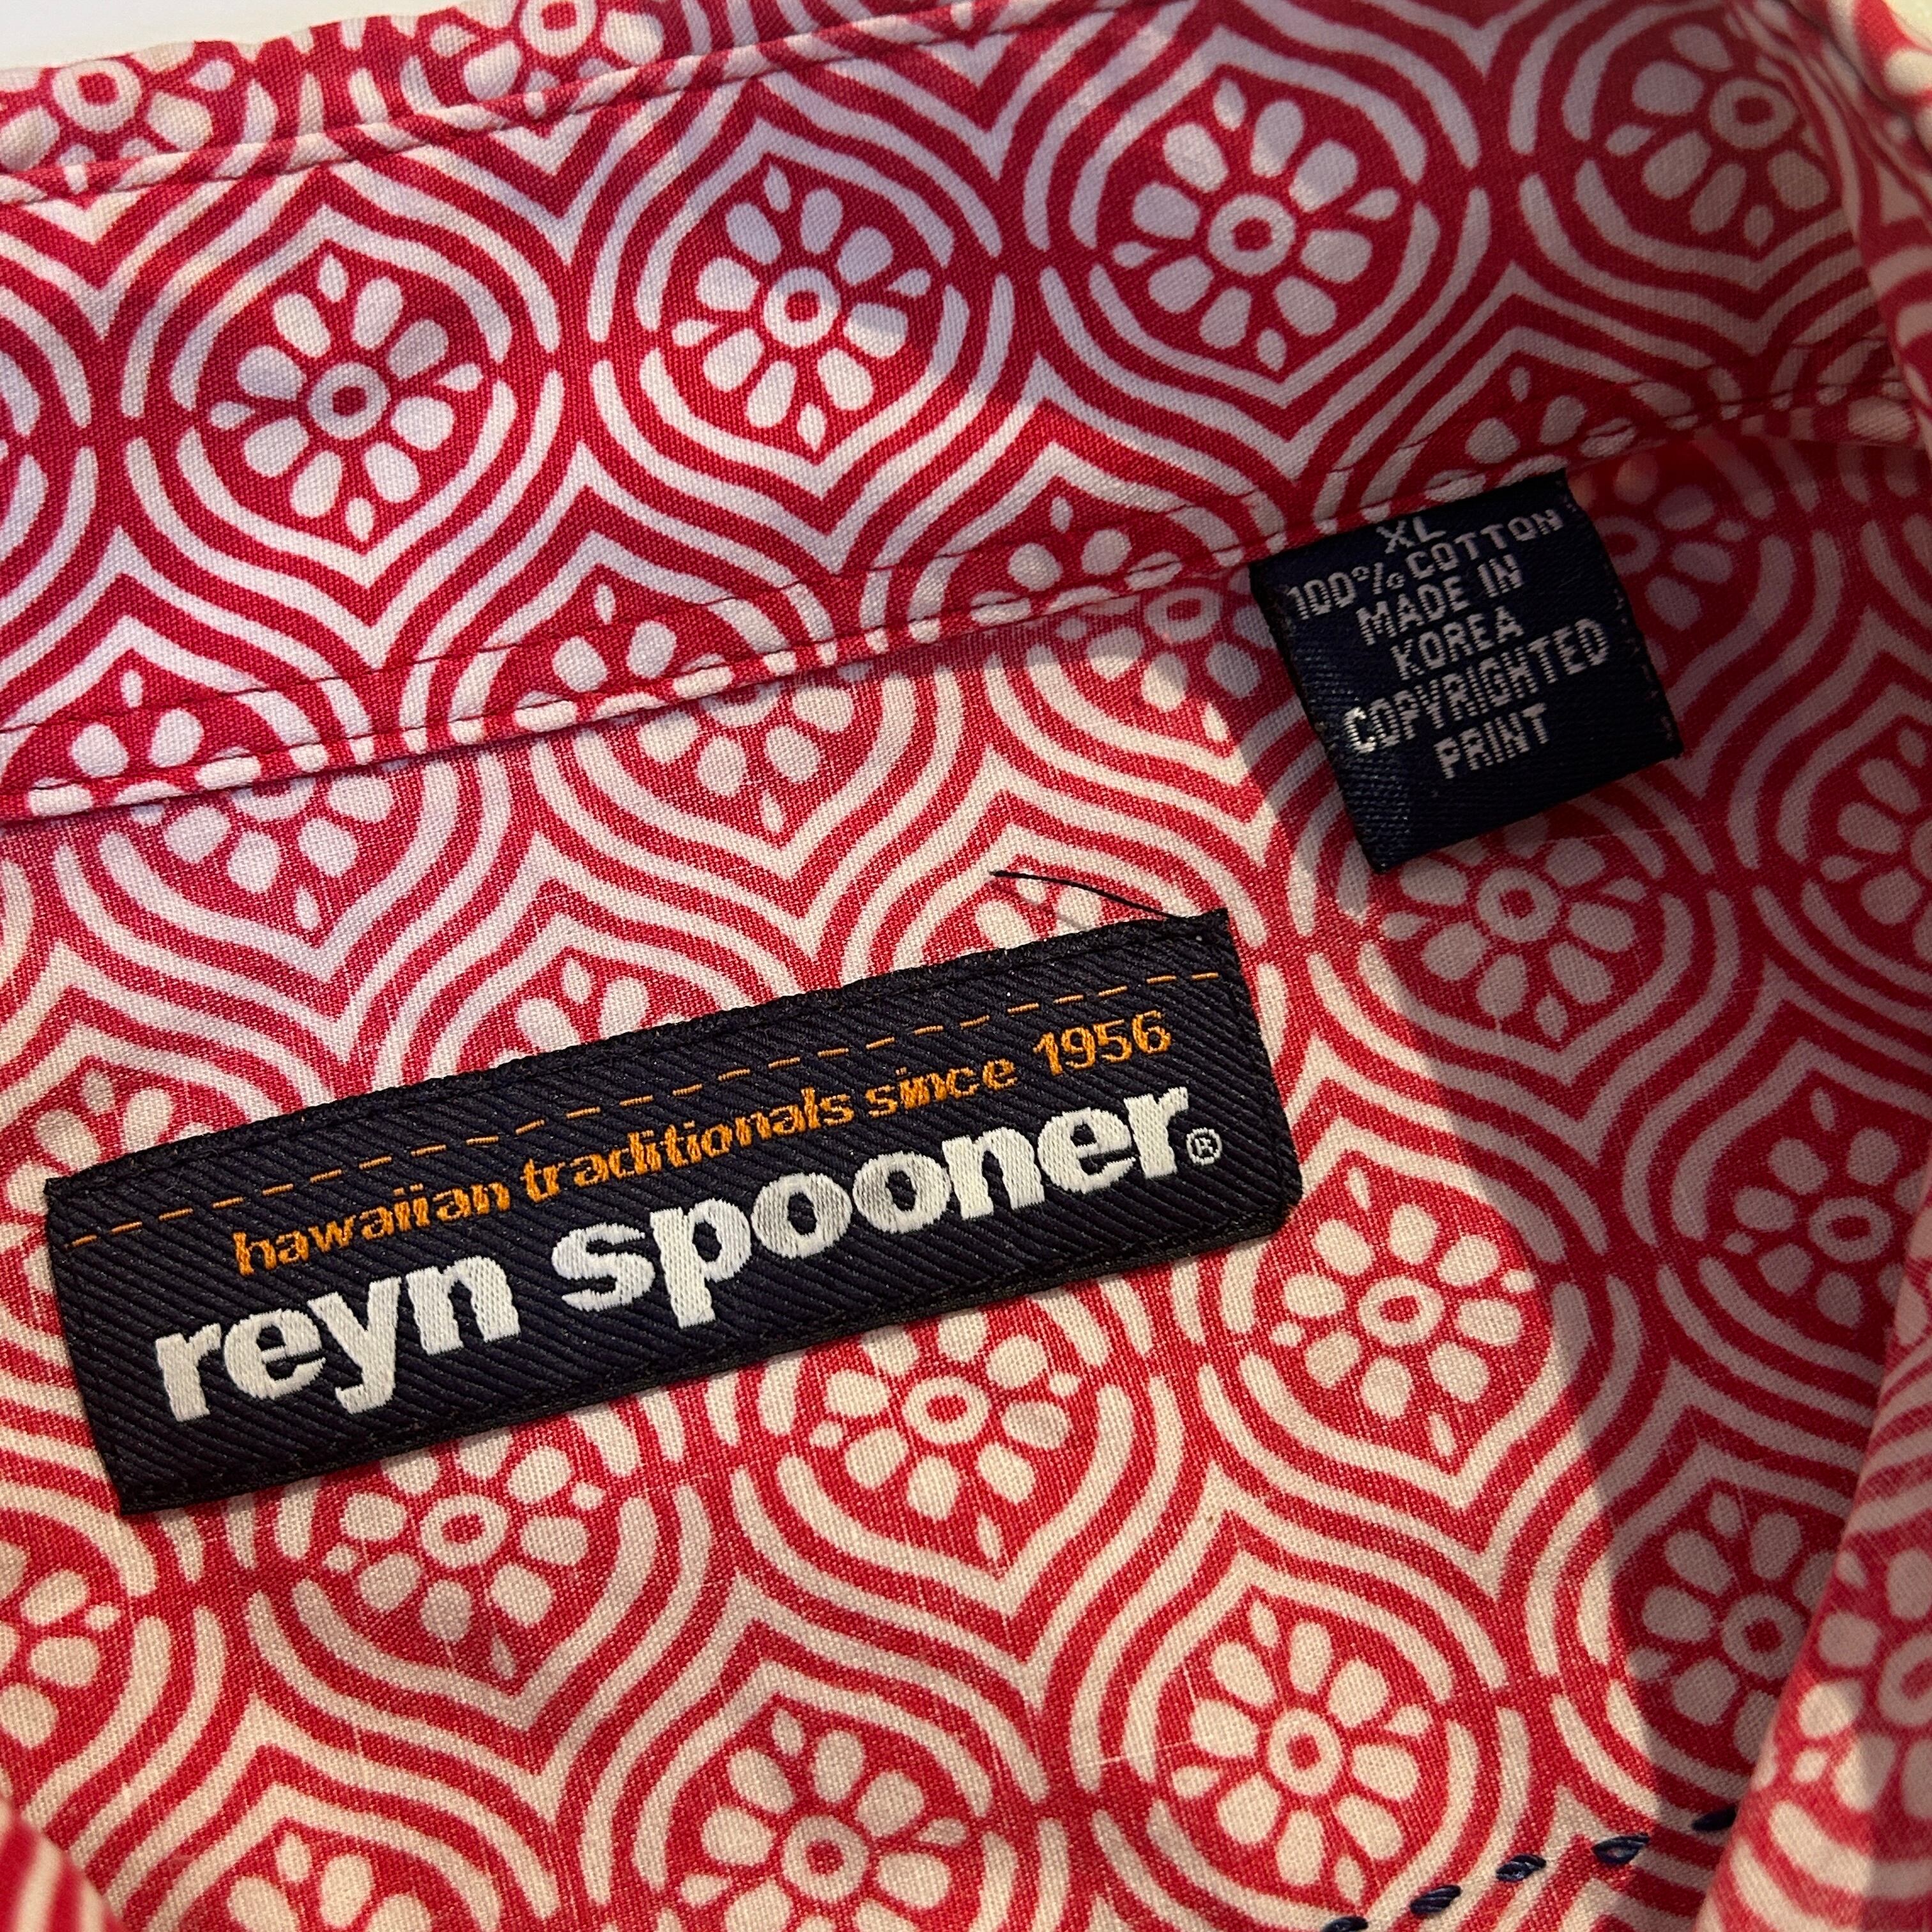 XL
100% COTTON
MADE IN
KOREA
COPYRIGHTED
PRINT
hawaiian traditionals since 1956
reyn spooner®